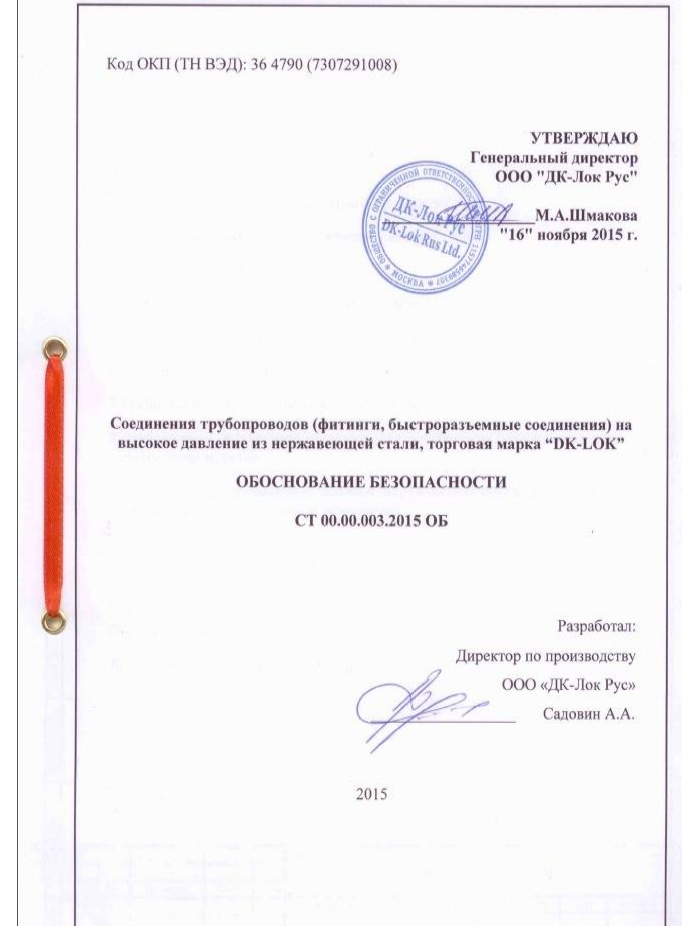 Код ОКП (ТН ВЭД): 36 4790 (7307291008)
УТВЕРЖДАЮ
Генеральный директор
ООО "ДК-Лок Рус"
М.А.Шмакова
"16" ноября 2015 г.
ОБЩЕСТВО С ОГРАНИЧЕННОЙ ОТВЕТСТВЕННОСТЬЮ
МОСКВА
ДК-Лок Рус
DK-Lok Rus Ltd.
Соединения трубопроводов (фитинги, быстроразъемные соединения) на
высокое давление из нержавеющей стали, торговая марка “DK-LOK”
ОБОСНОВАНИЕ БЕЗОПАСНОСТИ
СТ 00.00.003.2015 ОБ
Разработал:
Директор по производству
ООО «ДК-Лок Рус»
Садовин А.А.
2015